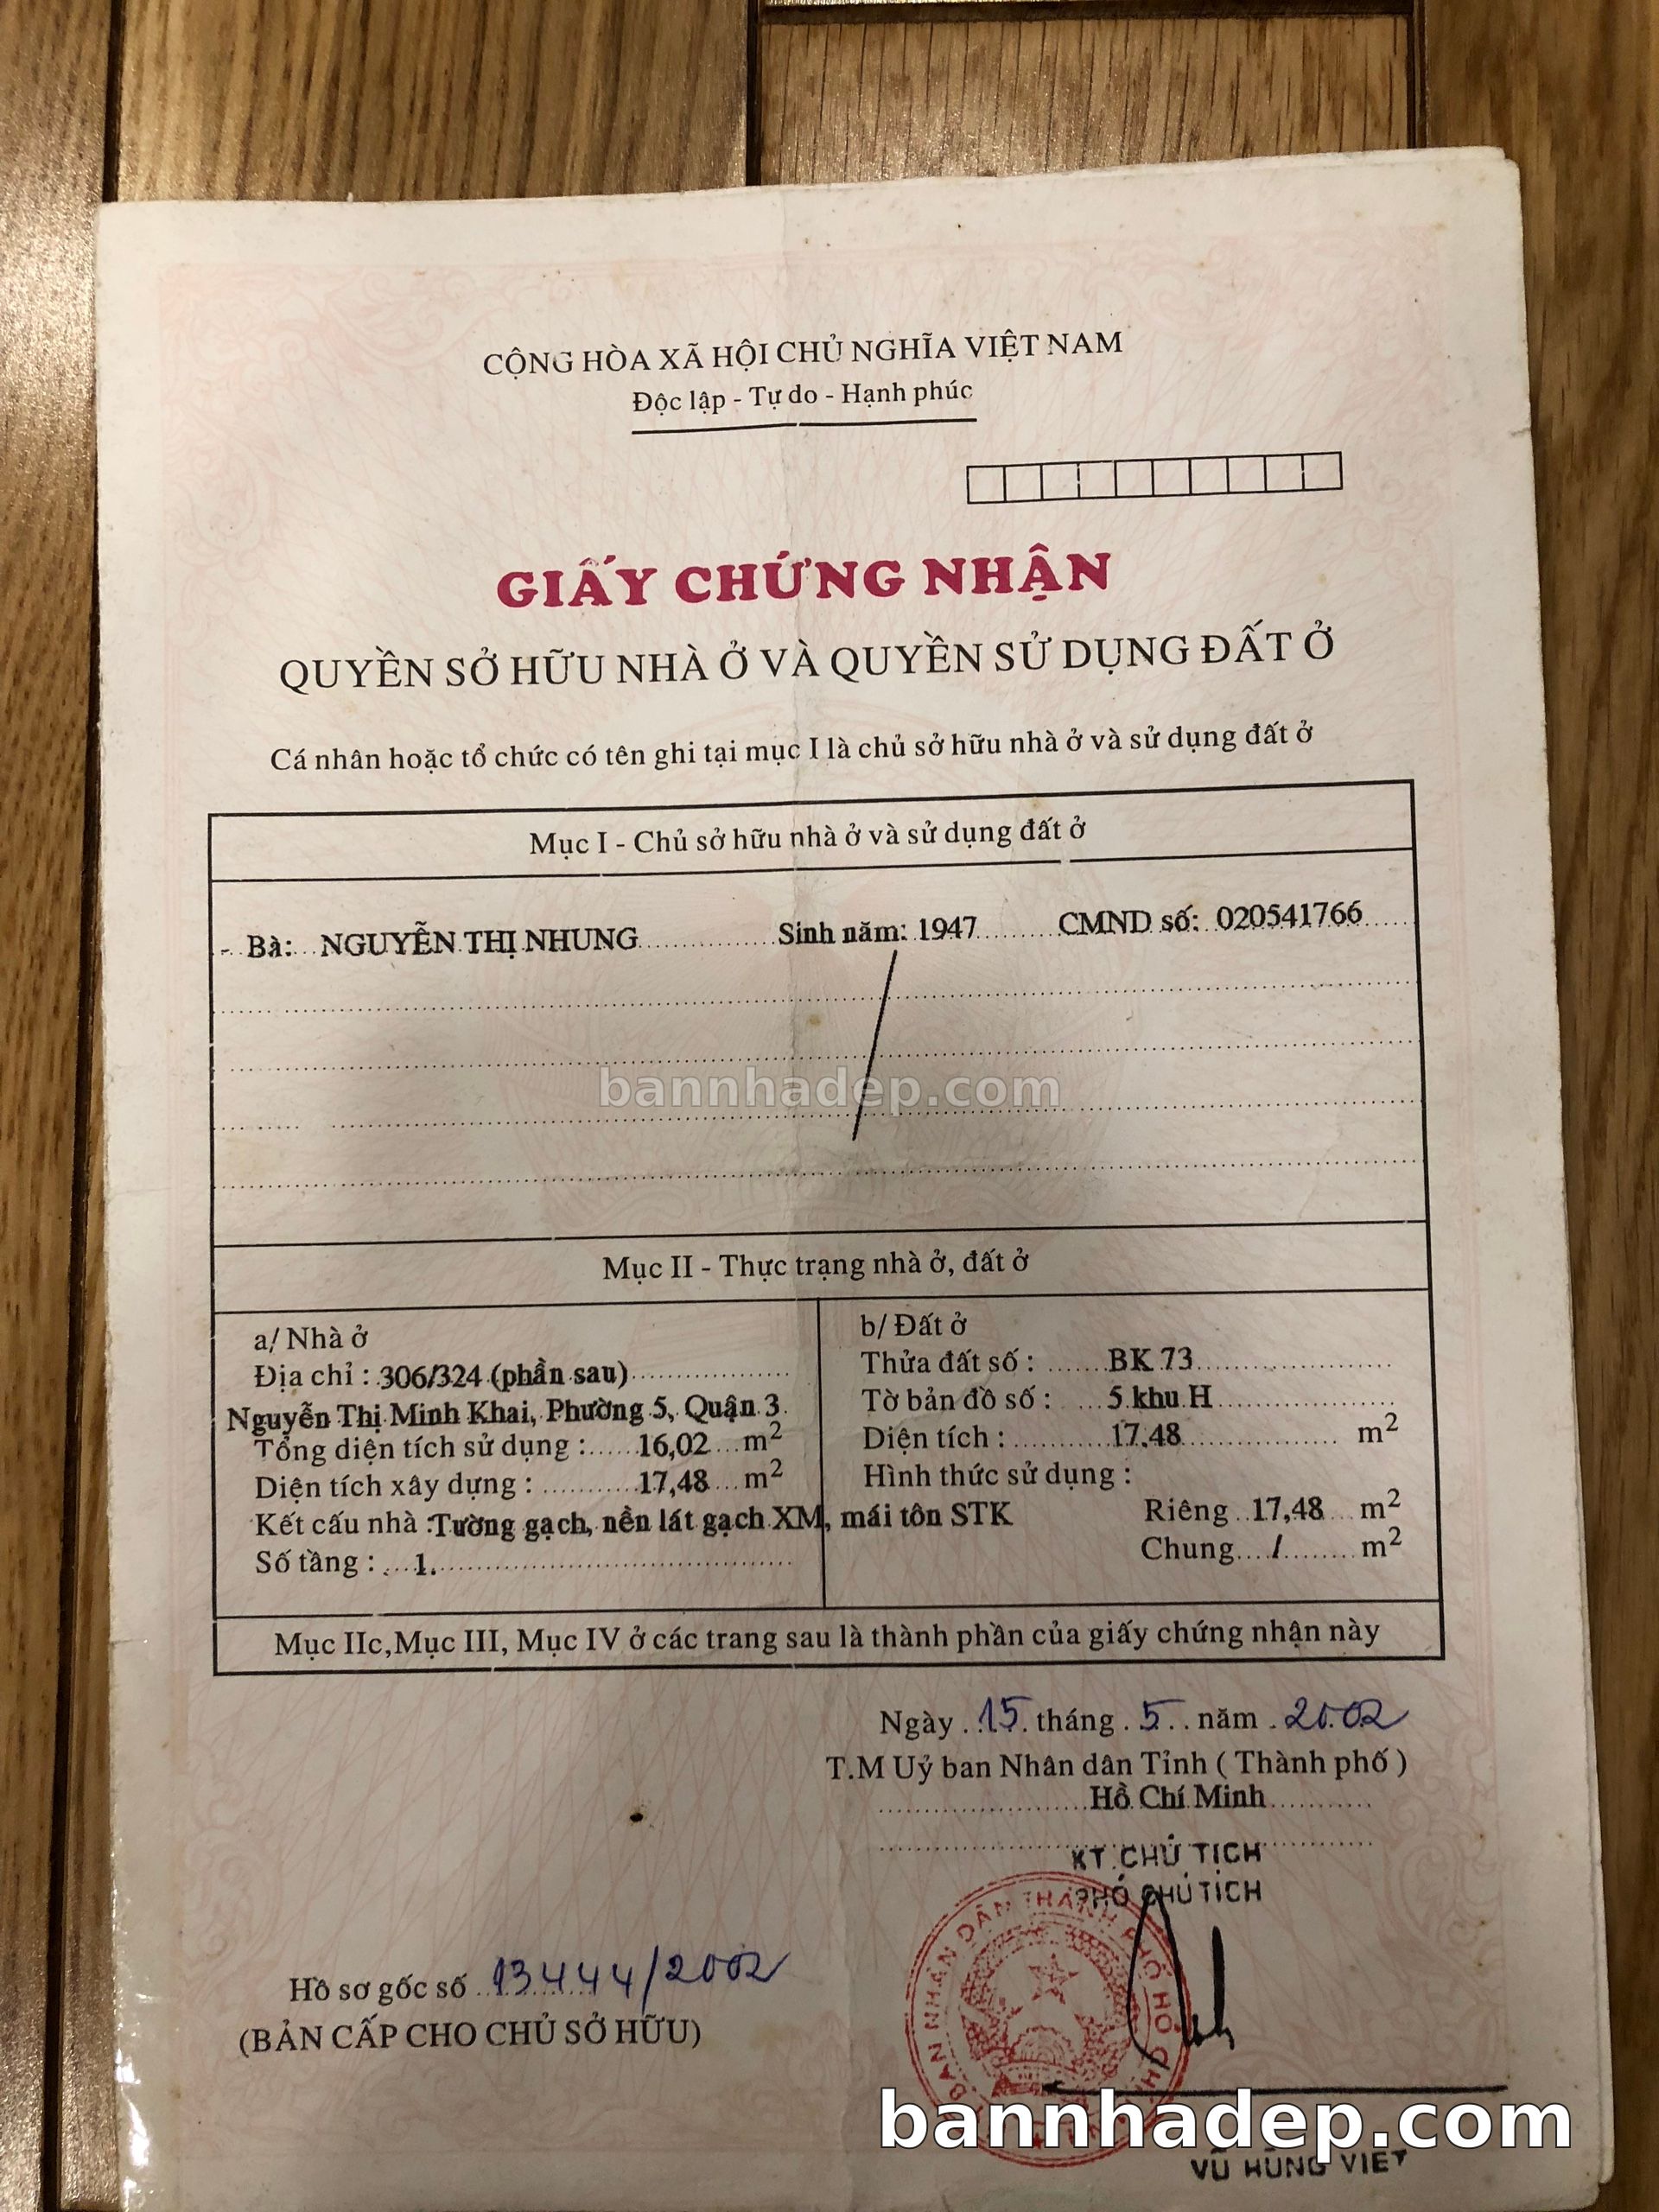 CỘNG HÒA XÃ HỘI CHỦ NGHĨA VIỆT NAM
Độc lập - Tự do - Hạnh phúc
GIẤY CHỨNG NHẬN
QUYỀN SỞ HỮU NHÀ Ở VÀ QUYỀN SỬ DỤNG ĐẤT Ở
Cá nhân hoặc tổ chức có tên ghi tại mục I là chủ sở hữu nhà ở và sử dụng đất ở
Mục I - Chủ sở hữu nhà ở và sử dụng đất ở
- Bà: NGUYỄN THỊ NHUNG Sinh năm: 1947 CMND số: 020541766
bannhadep.com
Mục II - Thực trạng nhà ở, đất ở
a/ Nhà ở
Địa chỉ : 306/324 (phần sau)
Nguyễn Thị Minh Khai, Phường 5, Quận 3
Tổng diện tích sử dụng : 16,02 m2
Diện tích xây dựng : 17,48 m2
Kết cấu nhà : Tường gạch, nền lát gạch XM, mái tôn STK
Số tầng : 1.
b/ Đất ở
Thửa đất số : BK 73
Tờ bản đồ số : 5 khu H
Diện tích : 17.48 m2
Hình thức sử dụng :
Riêng 17,48 m2
Chung / m2
Mục IIc,Mục III, Mục IV ở các trang sau là thành phần của giấy chứng nhận này
Ngày 15 tháng 5 năm 2002
T.M Uỷ ban Nhân dân Tỉnh ( Thành phố )
Hồ Chí Minh
KT. CHỦ TỊCH
PHÓ CHỦ TỊCH
Hồ sơ gốc số 13444/2002
(BẢN CẤP CHO CHỦ SỞ HỮU)
bannhadep.com
VŨ HÙNG VIỆT